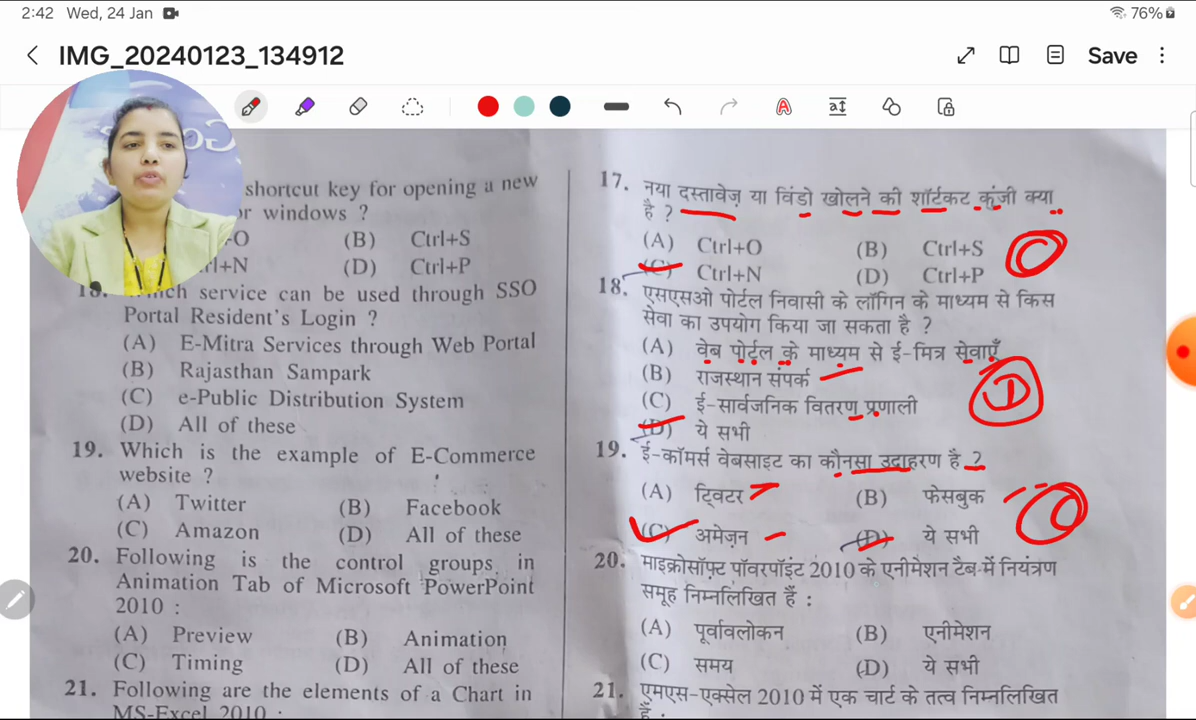 2:42 Wed, 24 Jan
76%
IMG_20240123_134912
Save
shortcut key for opening a new
windows ?
(B) Ctrl+S
(D) Ctrl+P
service can be used through SSO
Portal Resident's Login ?
(A) E-Mitra Services through Web Portal
(B) Rajasthan Sampark
(C) e-Public Distribution System
(D) All of these
19. Which is the example of E-Commerce
website ?
(A) Twitter (B) Facebook
(C) Amazon (D) All of these
20. Following is the control groups in
Animation Tab of Microsoft PowerPoint
2010 :
(A) Preview (B) Animation
(C) Timing (D) All of these
21. Following are the elements of a Chart in
MS-Excel 2010 :
17. नया दस्तावेज़ या विंडो खोलने की शॉर्टकट कुंजी क्या
है ?
(A) Ctrl+O (B) Ctrl+S
(C) Ctrl+N (D) Ctrl+P
C
18. एसएसओ पोर्टल निवासी के लॉगिन के माध्यम से किस
सेवा का उपयोग किया जा सकता है ?
(A) वेब पोर्टल के माध्यम से ई-मित्र सेवाएँ
(B) राजस्थान संपर्क
(C) ई-सार्वजनिक वितरण प्रणाली
(D) ये सभी
D
19. ई-कॉमर्स वेबसाइट का कौनसा उदाहरण है ?
(A) ट्विटर (B) फेसबुक
(C) अमेज़न (D) ये सभी
20. माइक्रोसॉफ़्ट पॉवरपॉइंट 2010 के एनीमेशन टैब में नियंत्रण
समूह निम्नलिखित हैं :
(A) पूर्वावलोकन (B) एनीमेशन
(C) समय (D) ये सभी
21. एमएस-एक्सेल 2010 में एक चार्ट के तत्व निम्नलिखित
हैं :